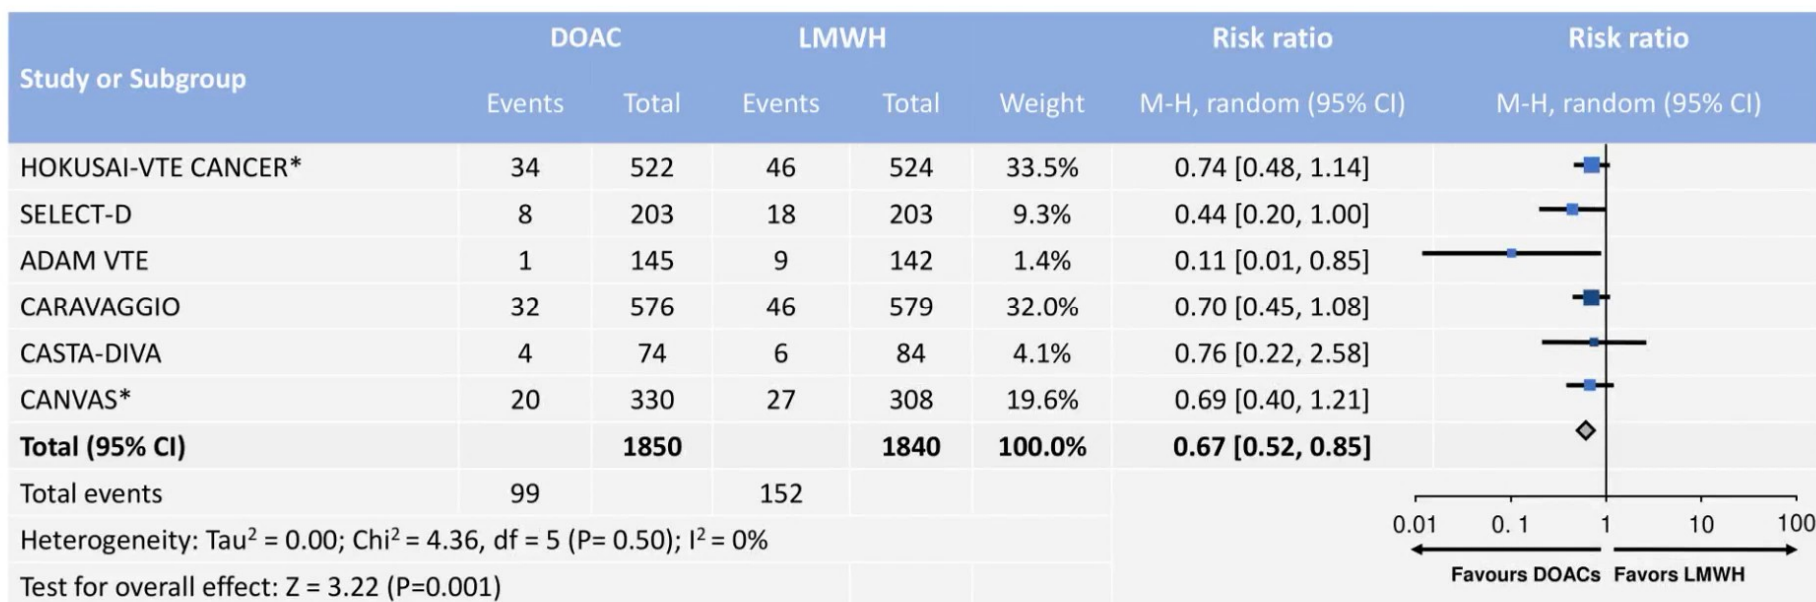 DOAC LMWH Risk ratio Risk ratio
Study or Subgroup
Events Total Events Total Weight M-H, random (95% CI) M-H, random (95% CI)
HOKUSAI-VTE CANCER* 34 522 46 524 33.5% 0.74 [0.48, 1.14]
SELECT-D 8 203 18 203 9.3% 0.44 [0.20, 1.00]
ADAM VTE 1 145 9 142 1.4% 0.11 [0.01, 0.85]
CARAVAGGIO 32 576 46 579 32.0% 0.70 [0.45, 1.08]
CASTA-DIVA 4 74 6 84 4.1% 0.76 [0.22, 2.58]
CANVAS* 20 330 27 308 19.6% 0.69 [0.40, 1.21]
Total (95% CI) 1850 1840 100.0% 0.67 [0.52, 0.85]
Total events 99 152
0.01 0.1 1 10 100
Heterogeneity: Tau² = 0.00; Chi² = 4.36, df = 5 (P= 0.50); I² = 0%
Favours DOACs Favors LMWH
Test for overall effect: Z = 3.22 (P=0.001)